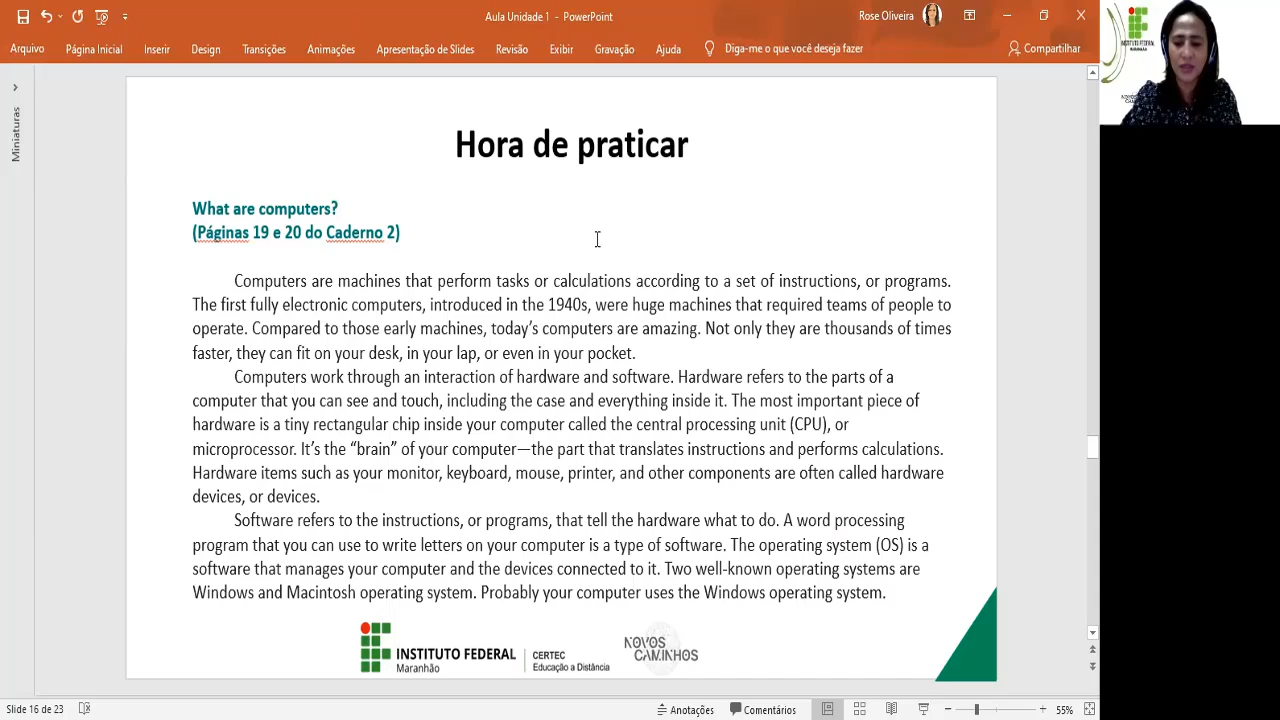 Aula Unidade 1 - PowerPoint
Rose Oliveira
Arquivo
Página Inicial
Inserir
Design
Transições
Animações
Apresentação de Slides
Revisão
Exibir
Gravação
Ajuda
Diga-me o que você deseja fazer
Compartilhar
INSTITUTO FEDERAL
MARANHÃO
Miniaturas
Hora de praticar
What are computers?
(Páginas 19 e 20 do Caderno 2)
Computers are machines that perform tasks or calculations according to a set of instructions, or programs.
The first fully electronic computers, introduced in the 1940s, were huge machines that required teams of people to
operate. Compared to those early machines, today's computers are amazing. Not only they are thousands of times
faster, they can fit on your desk, in your lap, or even in your pocket.
Computers work through an interaction of hardware and software. Hardware refers to the parts of a
computer that you can see and touch, including the case and everything inside it. The most important piece of
hardware is a tiny rectangular chip inside your computer called the central processing unit (CPU), or
microprocessor. It's the “brain” of your computer—the part that translates instructions and performs calculations.
Hardware items such as your monitor, keyboard, mouse, printer, and other components are often called hardware
devices, or devices.
Software refers to the instructions, or programs, that tell the hardware what to do. A word processing
program that you can use to write letters on your computer is a type of software. The operating system (OS) is a
software that manages your computer and the devices connected to it. Two well-known operating systems are
Windows and Macintosh operating system. Probably your computer uses the Windows operating system.
INSTITUTO FEDERAL
Maranhão
CERTEC
Educação a Distância
NOVOS
CAMINHOS
Slide 16 de 23
Anotações
Comentários
55%